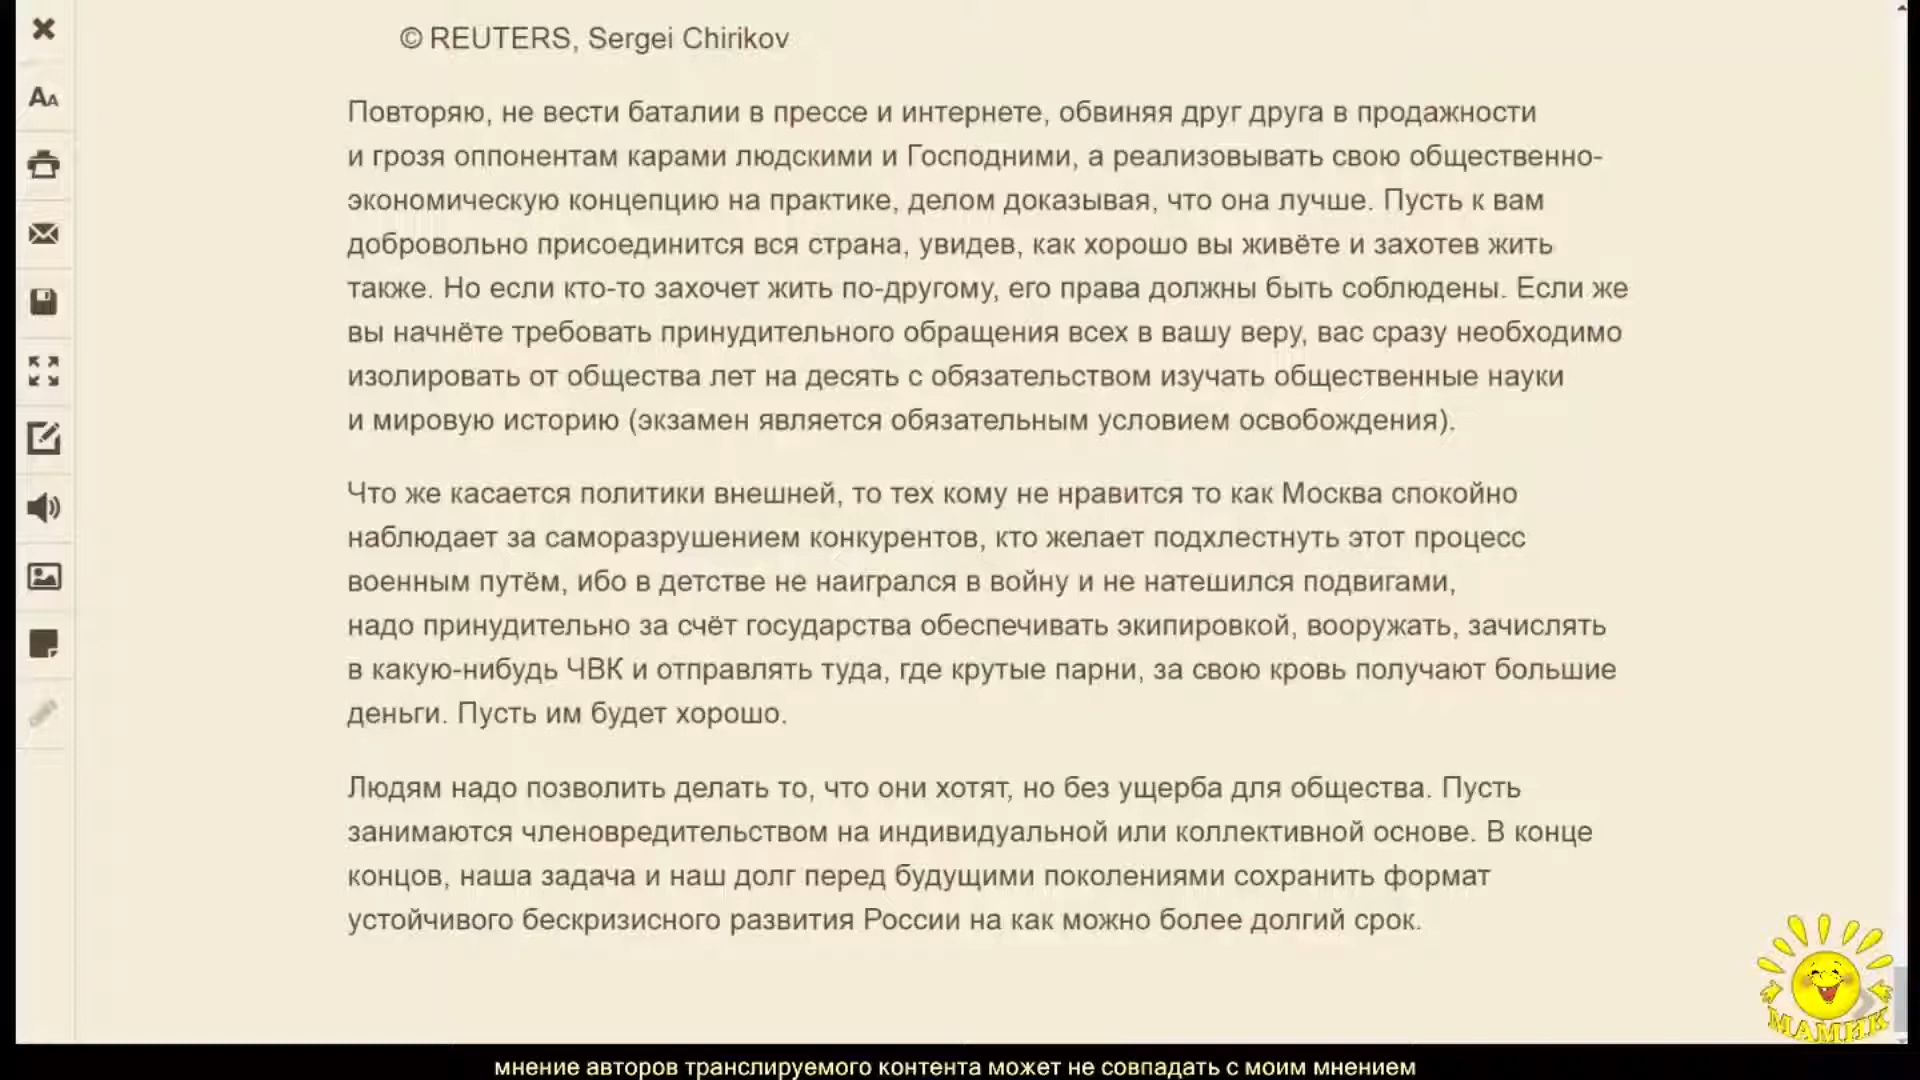 © REUTERS, Sergei Chirikov
Повторяю, не вести баталии в прессе и интернете, обвиняя друг друга в продажности
и грозя оппонентам карами людскими и Господними, а реализовывать свою общественно-
экономическую концепцию на практике, делом доказывая, что она лучше. Пусть к вам
добровольно присоединится вся страна, увидев, как хорошо вы живёте и захотев жить
также. Но если кто-то захочет жить по-другому, его права должны быть соблюдены. Если же
вы начнёте требовать принудительного обращения всех в вашу веру, вас сразу необходимо
изолировать от общества лет на десять с обязательством изучать общественные науки
и мировую историю (экзамен является обязательным условием освобождения).
Что же касается политики внешней, то тех кому не нравится то как Москва спокойно
наблюдает за саморазрушением конкурентов, кто желает подхлестнуть этот процесс
военным путём, ибо в детстве не наигрался в войну и не натешился подвигами,
надо принудительно за счёт государства обеспечивать экипировкой, вооружать, зачислять
в какую-нибудь ЧВК и отправлять туда, где крутые парни, за свою кровь получают большие
деньги. Пусть им будет хорошо.
Людям надо позволить делать то, что они хотят, но без ущерба для общества. Пусть
занимаются членовредительством на индивидуальной или коллективной основе. В конце
концов, наша задача и наш долг перед будущими поколениями сохранить формат
устойчивого бескризисного развития России на как можно более долгий срок.
МАМИК
мнение авторов транслируемого контента может не совпадать с моим мнением